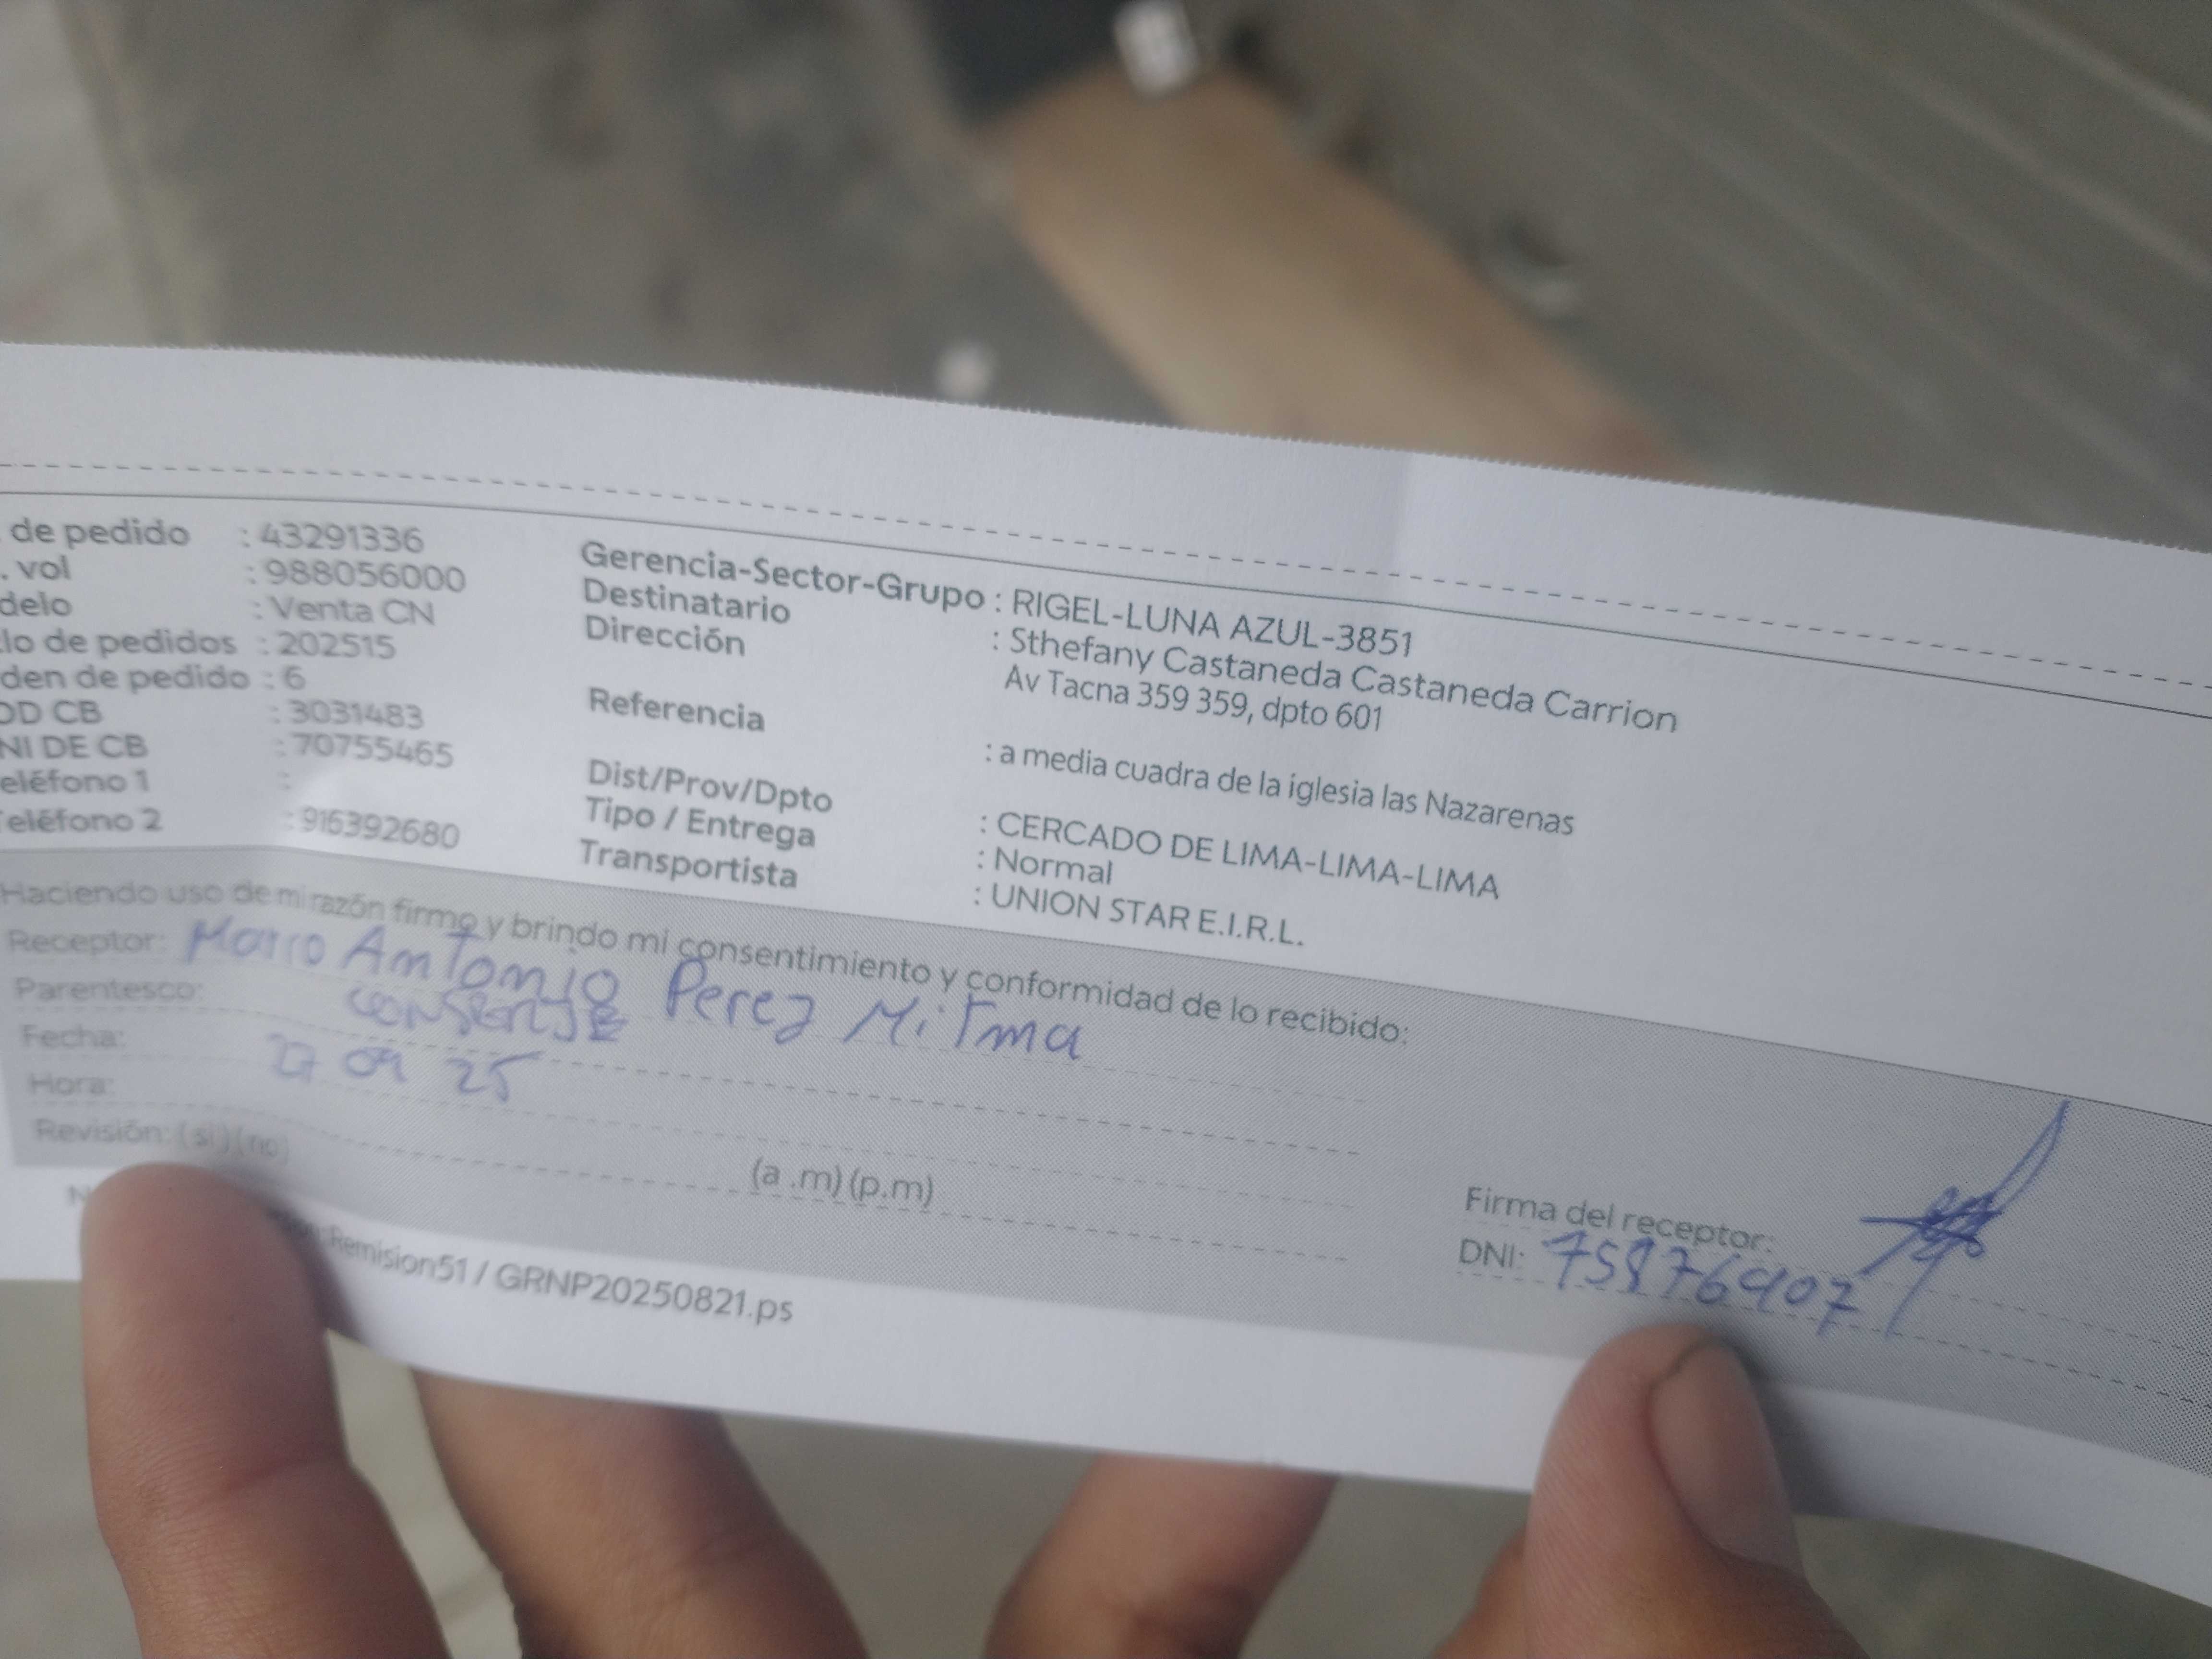 de pedido : 43291336
. vol : 988056000
delo : Venta CN
lo de pedidos : 202515
den de pedido : 6
OD CB : 3031483
NI DE CB : 70755465
eléfono 1 :
eléfono 2 : 916392680
Gerencia-Sector-Grupo : RIGEL-LUNA AZUL-3851
Destinatario : Sthefany Castaneda Castaneda Carrion
Dirección Av Tacna 359 359, dpto 601
Referencia : a media cuadra de la iglesia las Nazarenas
Dist/Prov/Dpto : CERCADO DE LIMA-LIMA-LIMA
Tipo / Entrega : Normal
Transportista : UNION STAR E.I.R.L.
Haciendo uso de mi razón firmo y brindo mi consentimiento y conformidad de lo recibido:
Receptor: Antonio Perez Mitma
Parentesco: conserje
Fecha: 25
Hora: (a .m) (p.m)
Revisión: (si) (no)
Firma del receptor:
DNI:
Remision51 / GRNP20250821.ps